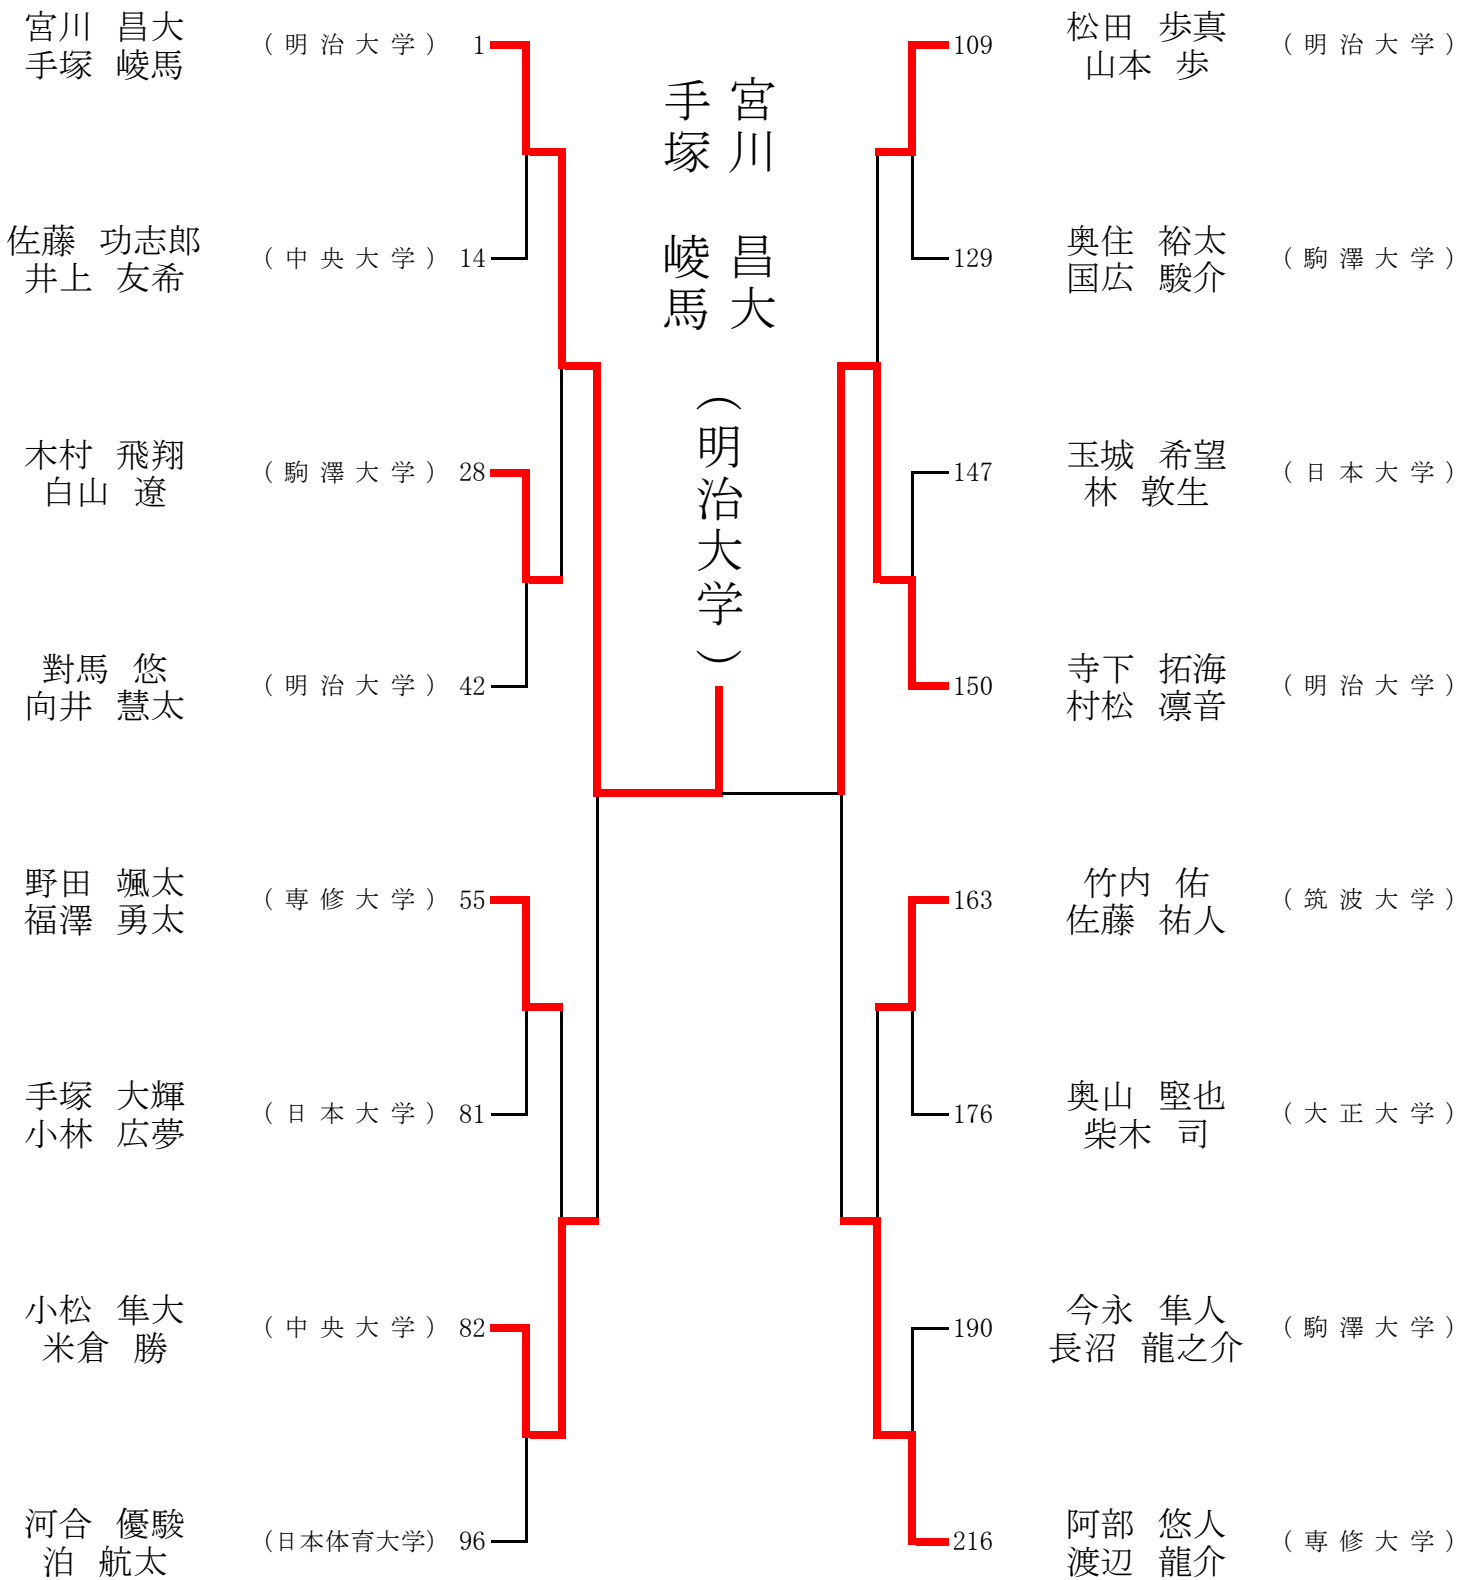 宮川 昌大
手塚 崚馬
(明治大学) 1
佐藤 功志郎
井上 友希
(中央大学) 14
木村 飛翔
白山 遼
(駒澤大学) 28
對馬 悠
向井 慧太
(明治大学) 42
野田 颯太
福澤 勇太
(専修大学) 55
手塚 大輝
小林 広夢
(日本大学) 81
小松 隼大
米倉 勝
(中央大学) 82
河合 優駿
泊 航太
(日本体育大学) 96
宮川 昌大
手塚 崚馬
(明治大学)
109
松田 歩真
山本 歩
(明治大学)
129
奥住 裕太
国広 駿介
(駒澤大学)
147
玉城 希望
林 敦生
(日本大学)
150
寺下 拓海
村松 凛音
(明治大学)
163
竹内 佑
佐藤 祐人
(筑波大学)
176
奥山 堅也
柴木 司
(大正大学)
190
今永 隼人
長沼 龍之介
(駒澤大学)
216
阿部 悠人
渡辺 龍介
(専修大学)